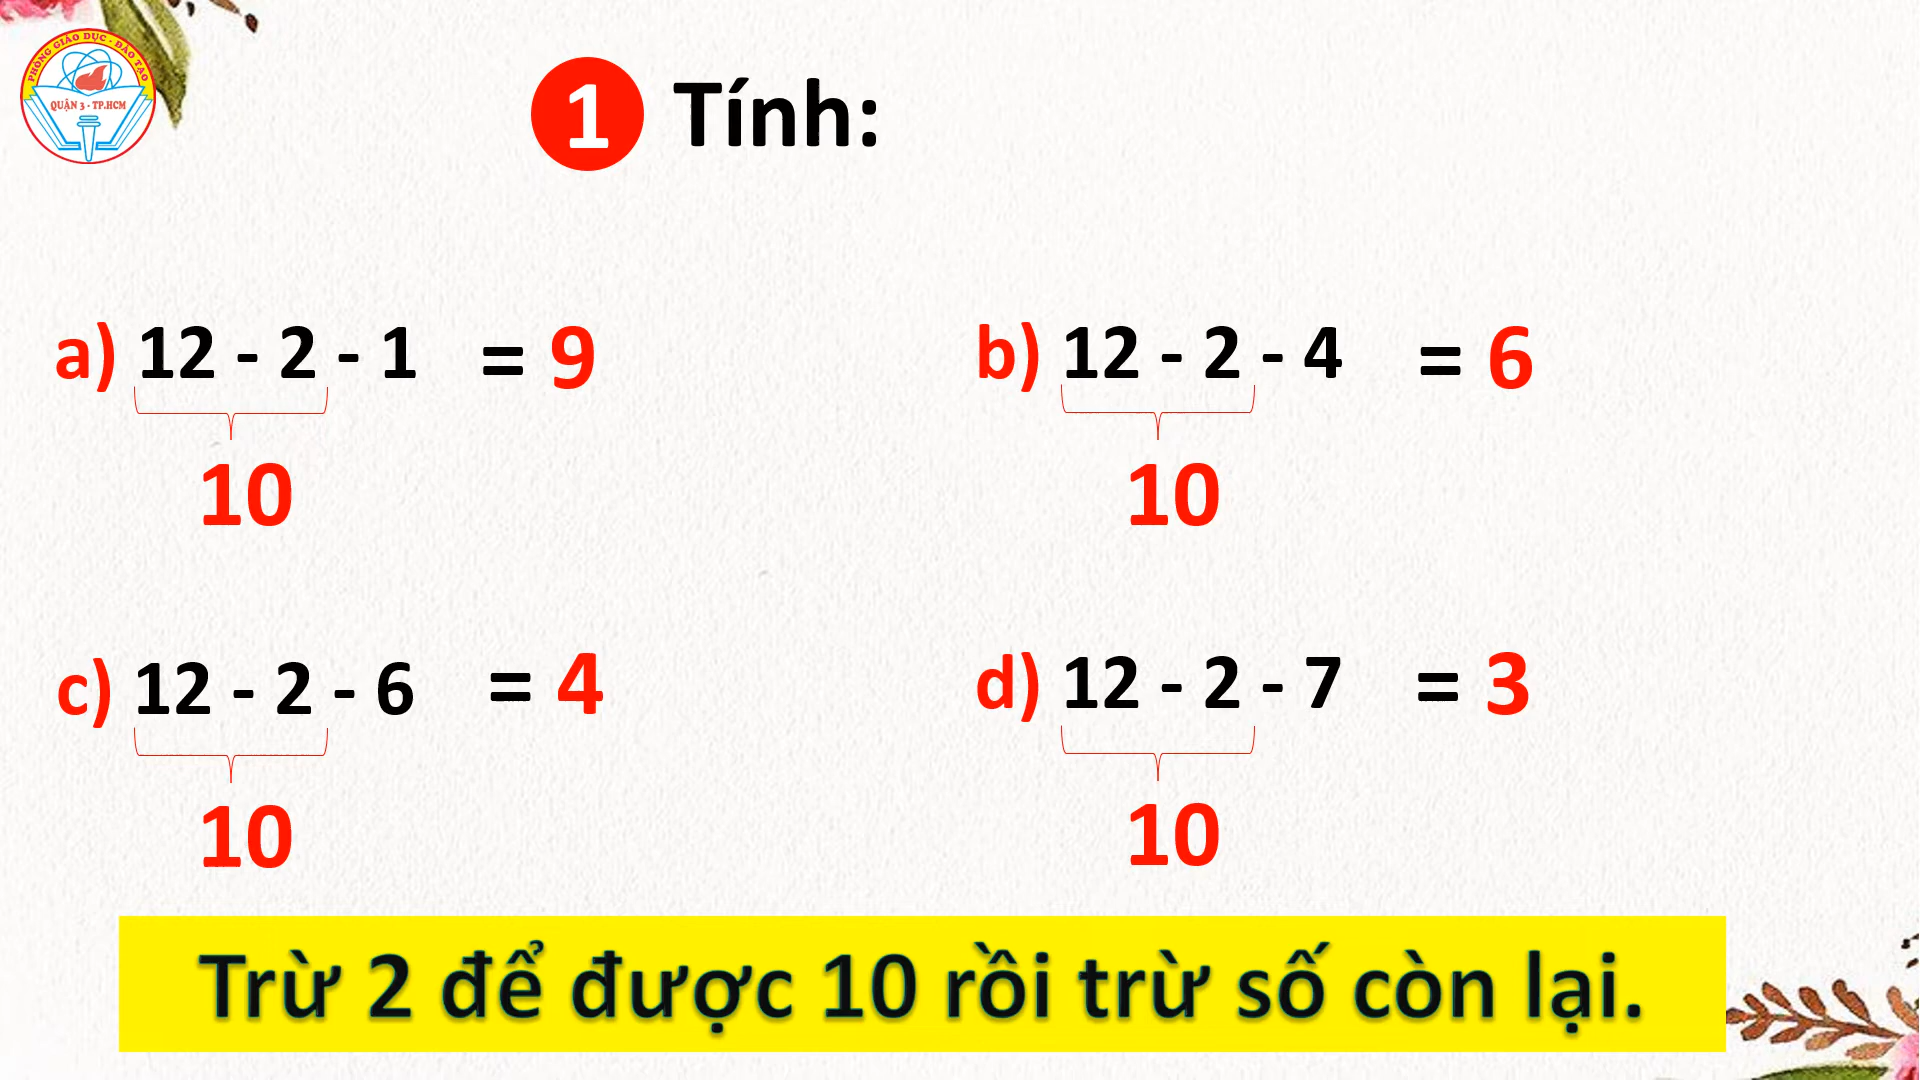 PHÒNG GIÁO DỤC - ĐÀO TẠO
QUẬN 3 - TP.HCM
1 Tính:
a) 12 - 2 - 1 = 9
10
b) 12 - 2 - 4 = 6
10
c) 12 - 2 - 6 = 4
10
d) 12 - 2 - 7 = 3
10
Trừ 2 để được 10 rồi trừ số còn lại.